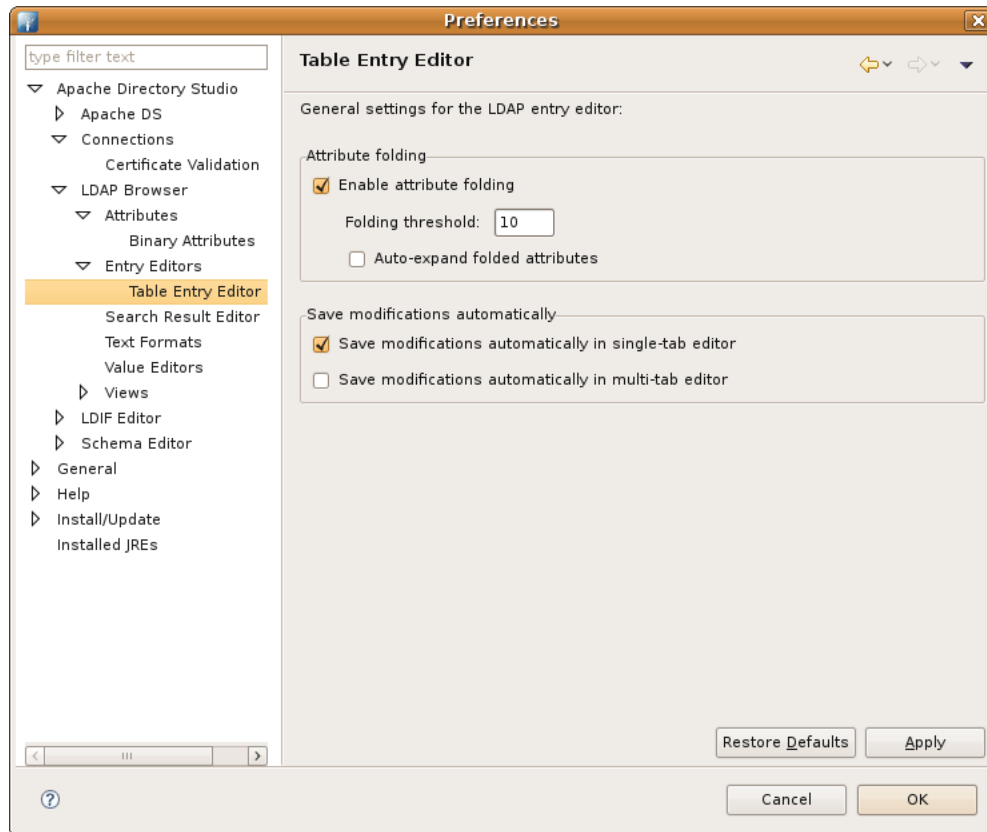 Preferences
type filter text
Apache Directory Studio
Apache DS
Connections
Certificate Validation
LDAP Browser
Attributes
Binary Attributes
Entry Editors
Table Entry Editor
Search Result Editor
Text Formats
Value Editors
Views
LDIF Editor
Schema Editor
General
Help
Install/Update
Installed JREs
Table Entry Editor
General settings for the LDAP entry editor:
Attribute folding
Enable attribute folding
Folding threshold: 10
Auto-expand folded attributes
Save modifications automatically
Save modifications automatically in single-tab editor
Save modifications automatically in multi-tab editor
Restore Defaults Apply
Cancel OK